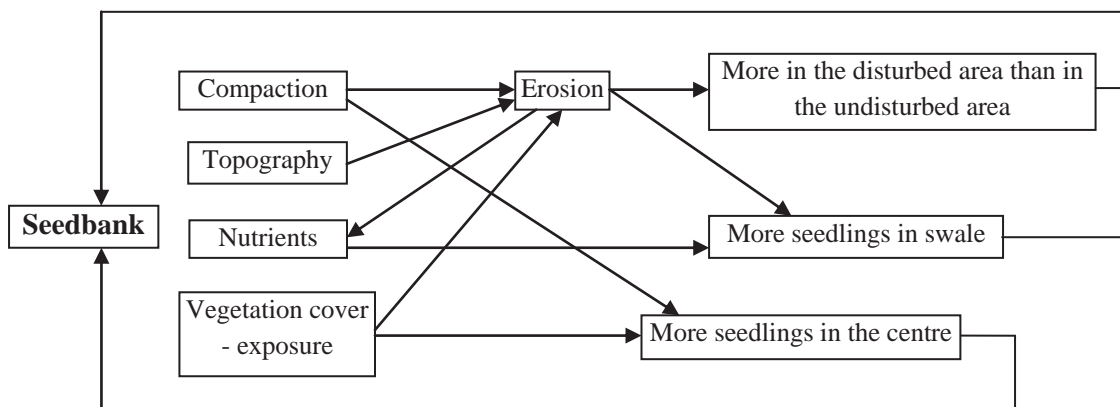 Compaction
Erosion
More in the disturbed area than in
the undisturbed area
Topography
Seedbank
Nutrients
More seedlings in swale
Vegetation cover
- exposure
More seedlings in the centre